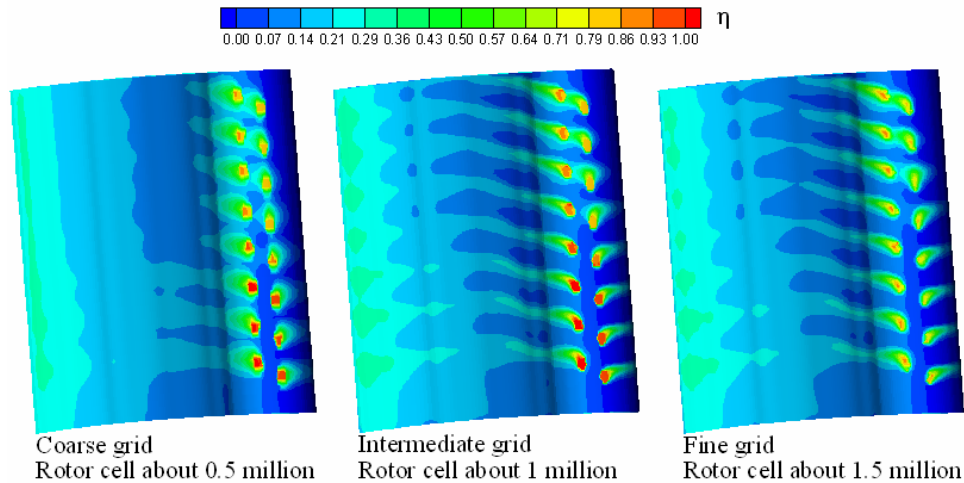 η
0.00 0.07 0.14 0.21 0.29 0.36 0.43 0.50 0.57 0.64 0.71 0.79 0.86 0.93 1.00
Coarse grid
Rotor cell about 0.5 million
Intermediate grid
Rotor cell about 1 million
Fine grid
Rotor cell about 1.5 million